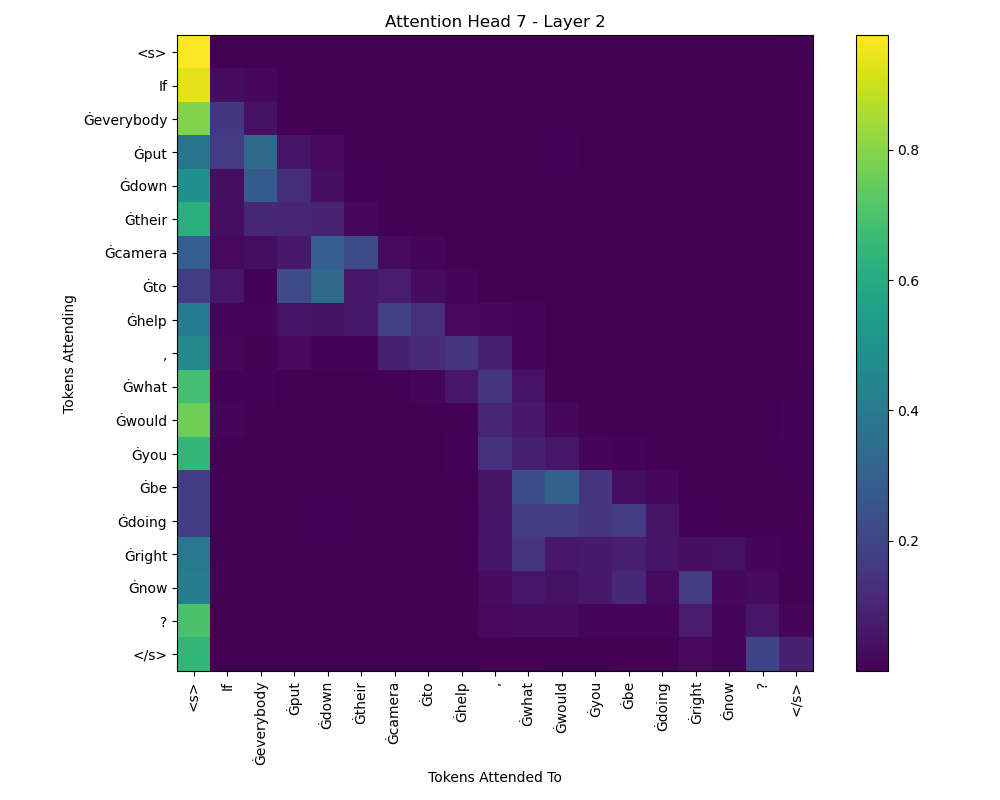 Attention Head 7 - Layer 2
Tokens Attending
<s>
If
Ġeverybody
Ġput
Ġdown
Ġtheir
Ġcamera
Ġto
Ġhelp
,
Ġwhat
Ġwould
Ġyou
Ġbe
Ġdoing
Ġright
Ġnow
?
</s>
<s>
If
Ġeverybody
Ġput
Ġdown
Ġtheir
Ġcamera
Ġto
Ġhelp
,
Ġwhat
Ġwould
Ġyou
Ġbe
Ġdoing
Ġright
Ġnow
?
</s>
Tokens Attended To
0.8
0.6
0.4
0.2